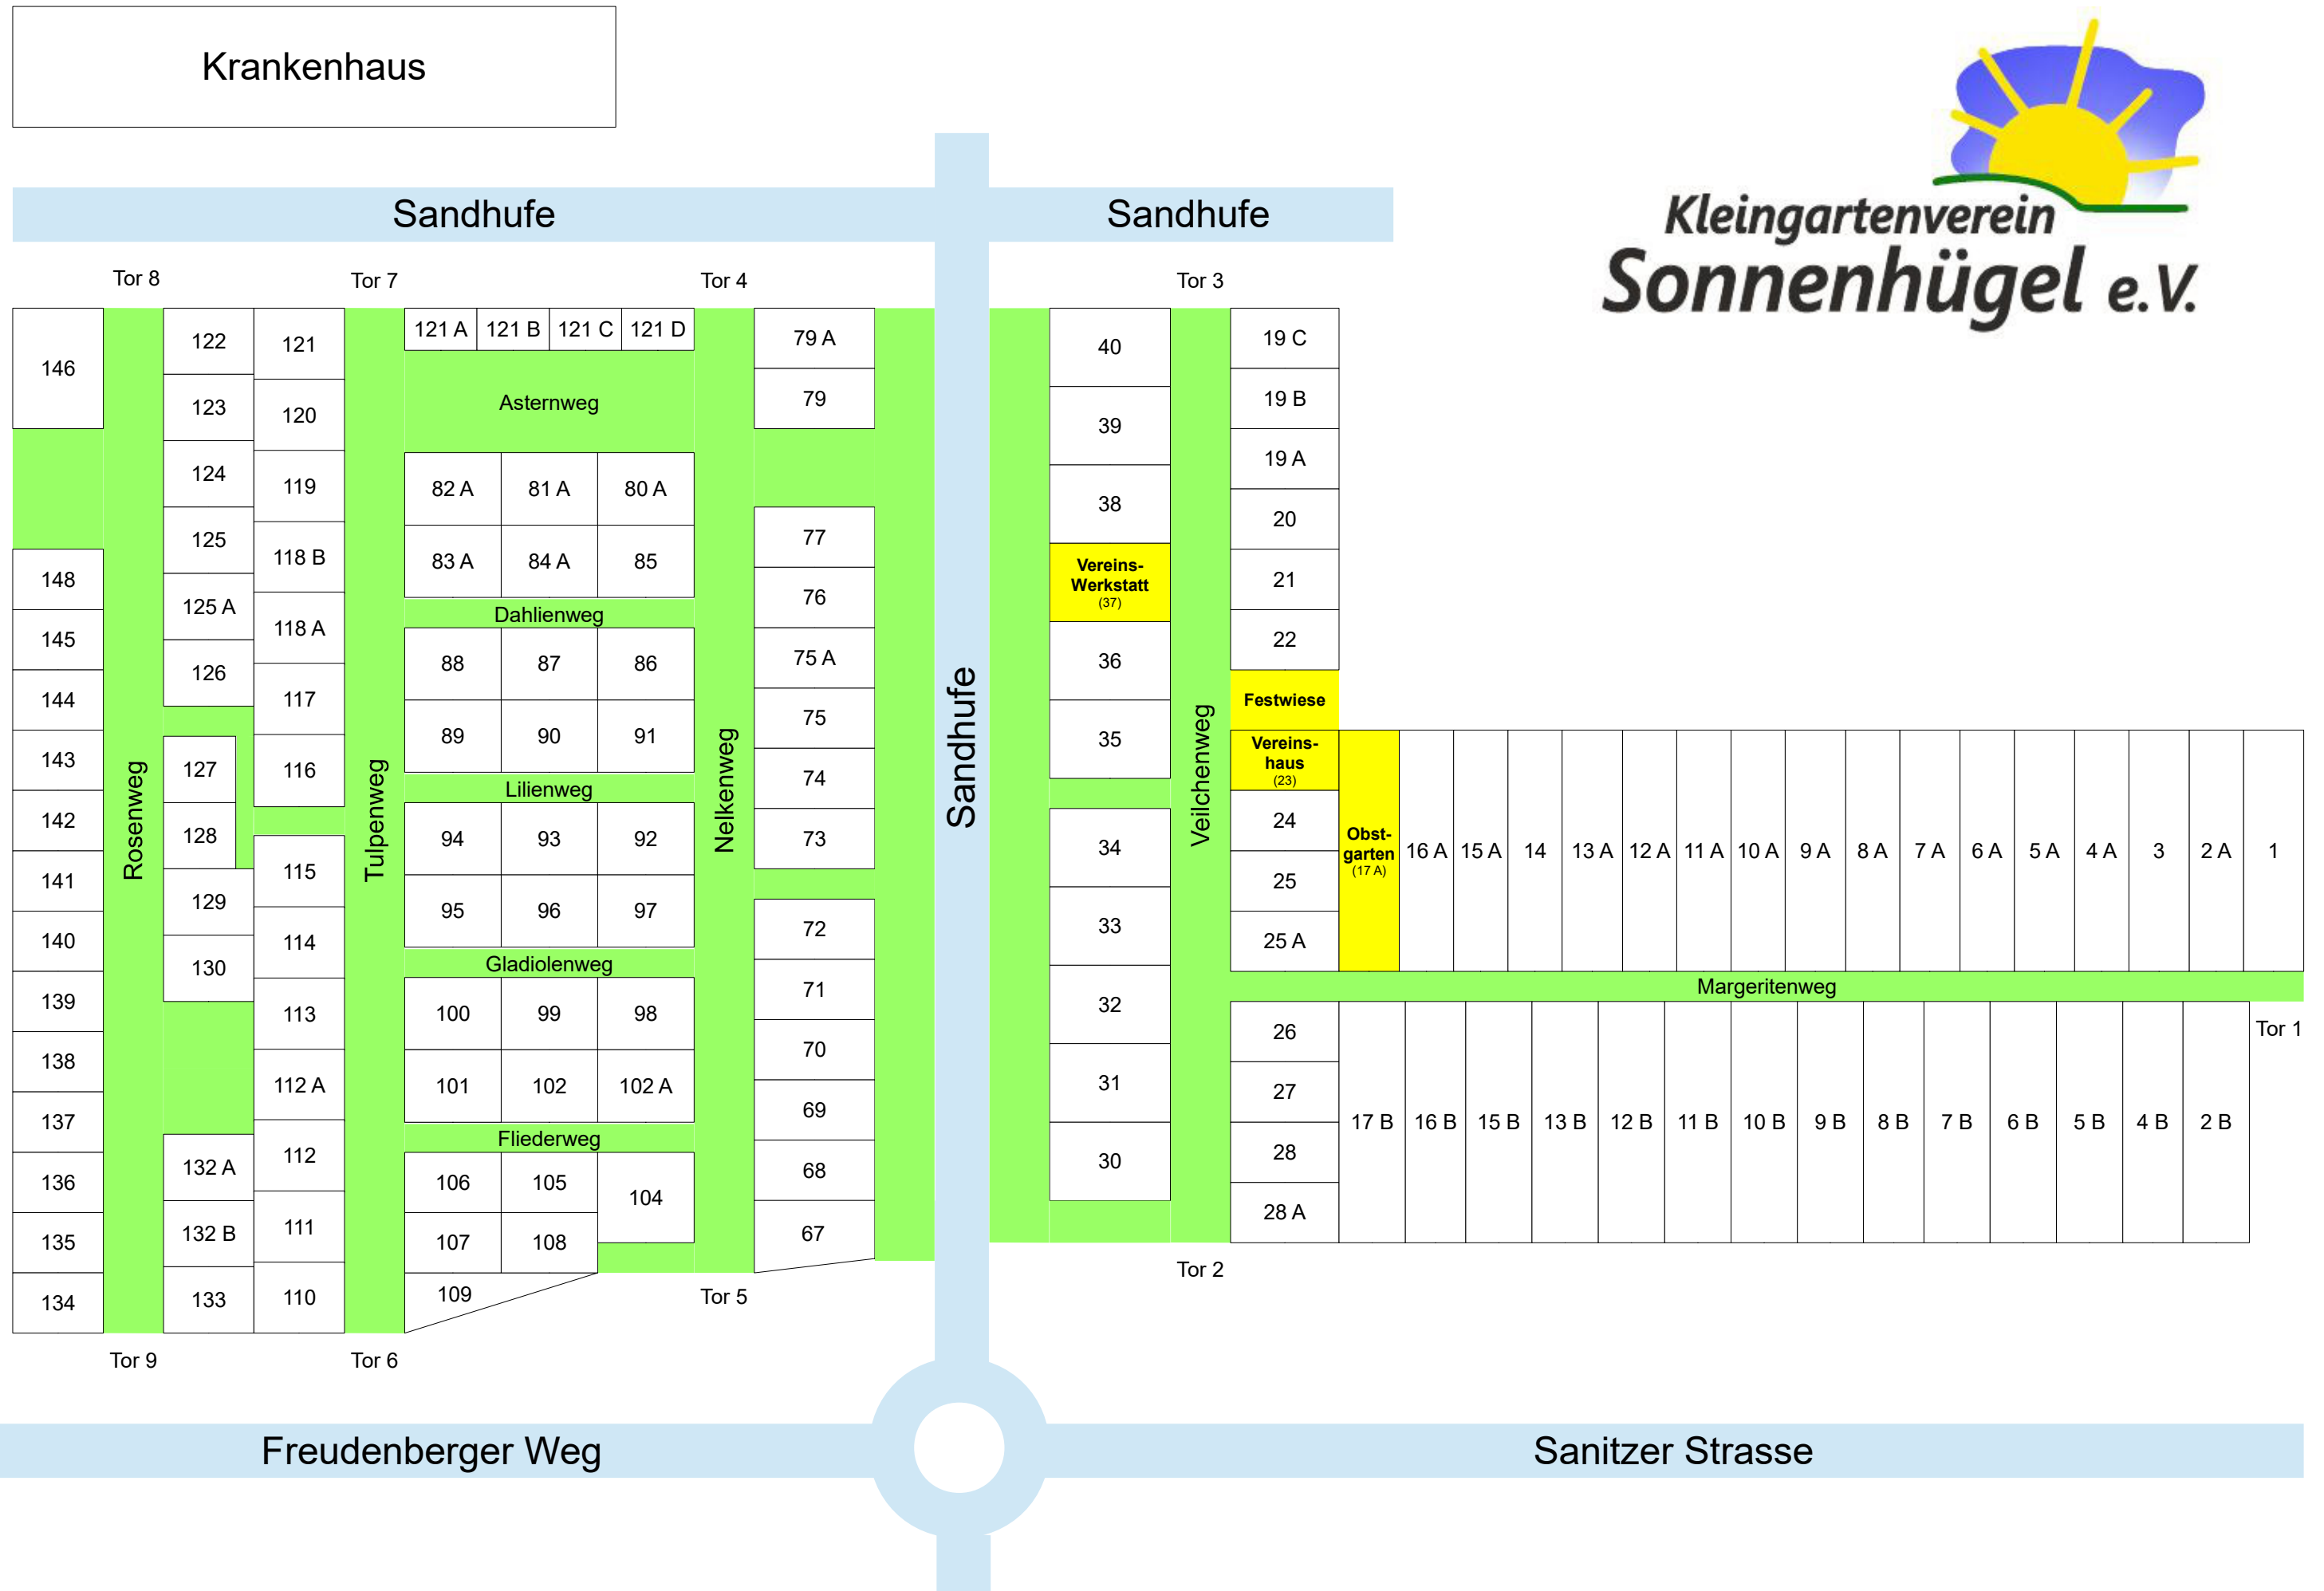 Krankenhaus
Kleingartenverein
Sonnenhügel e.V.
Sandhufe
Sandhufe
Tor 8
Tor 7
Tor 4
Tor 3
146
148
145
144
143
142
141
140
139
138
137
136
135
134
Rosenweg
122
123
124
125
125 A
126
127
128
129
130
132 A
132 B
133
121
120
119
118 B
118 A
117
116
115
114
113
112 A
112
111
110
Tulpenweg
121 A 121 B 121 C 121 D
Asternweg
82 A 81 A 80 A
83 A 84 A 85
Dahlienweg
88 87 86
89 90 91
Lilienweg
94 93 92
95 96 97
Gladiolenweg
100 99 98
101 102 102 A
Fliederweg
106 105 104
107 108
109
Nelkenweg
79 A
79
77
76
75 A
75
74
73
72
71
70
69
68
67
Sandhufe
40
39
38
Vereins-
Werkstatt
(37)
36
35
34
33
32
31
30
Veilchenweg
19 C
19 B
19 A
20
21
22
Festwiese
Vereins-
haus
(23)
24
25
25 A
Obst-
garten
(17 A)
16 A 15 A 14 13 A 12 A 11 A 10 A 9 A 8 A 7 A 6 A 5 A 4 A 3 2 A 1
Margeritenweg
26
27
28
28 A
17 B 16 B 15 B 13 B 12 B 11 B 10 B 9 B 8 B 7 B 6 B 5 B 4 B 2 B
Tor 1
Tor 2
Tor 5
Tor 9
Tor 6
Freudenberger Weg
Sanitzer Strasse